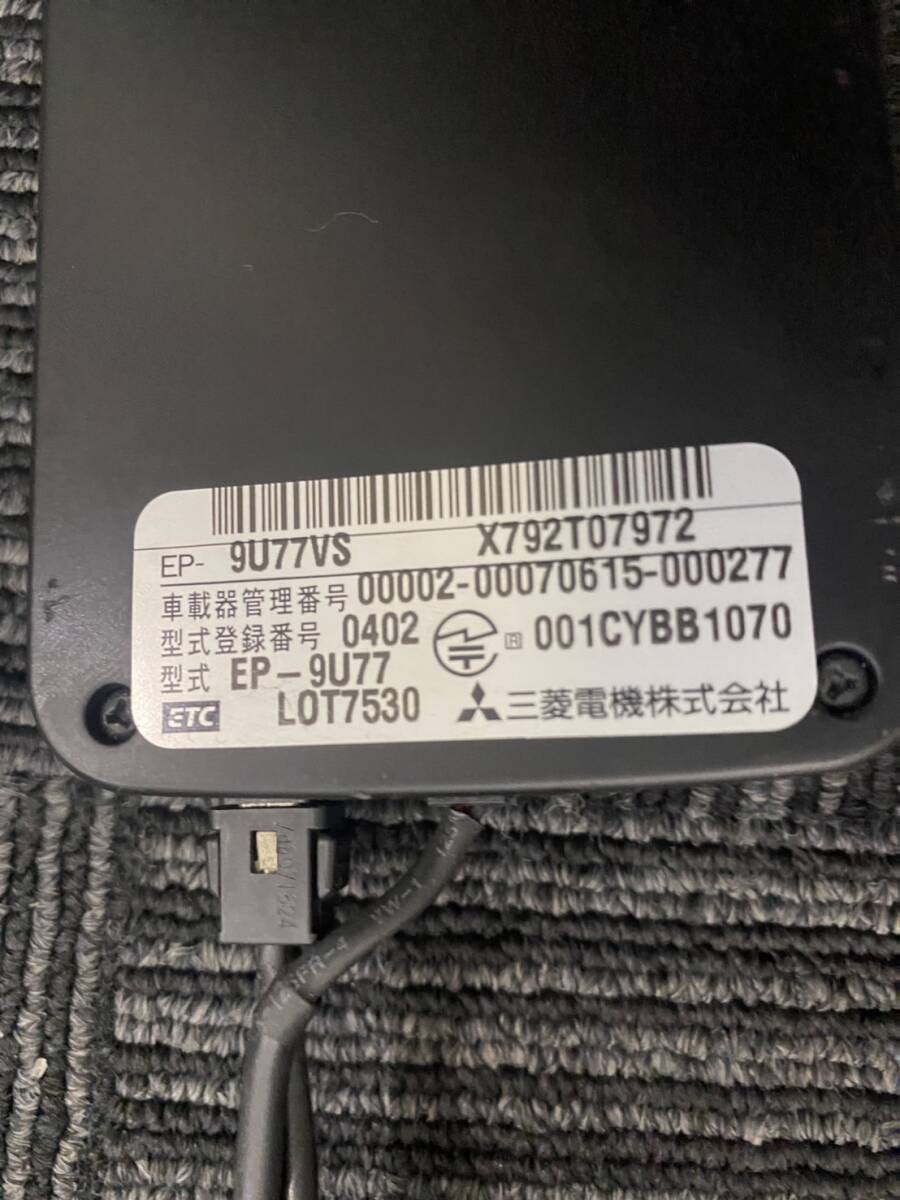 EP- 9U77VS X792T07972
車載器管理番号 00002-00070615-000277
型式登録番号 0402 R 001CYBB1070
型式 EP-9U77
ETC LOT7530 三菱電機株式会社